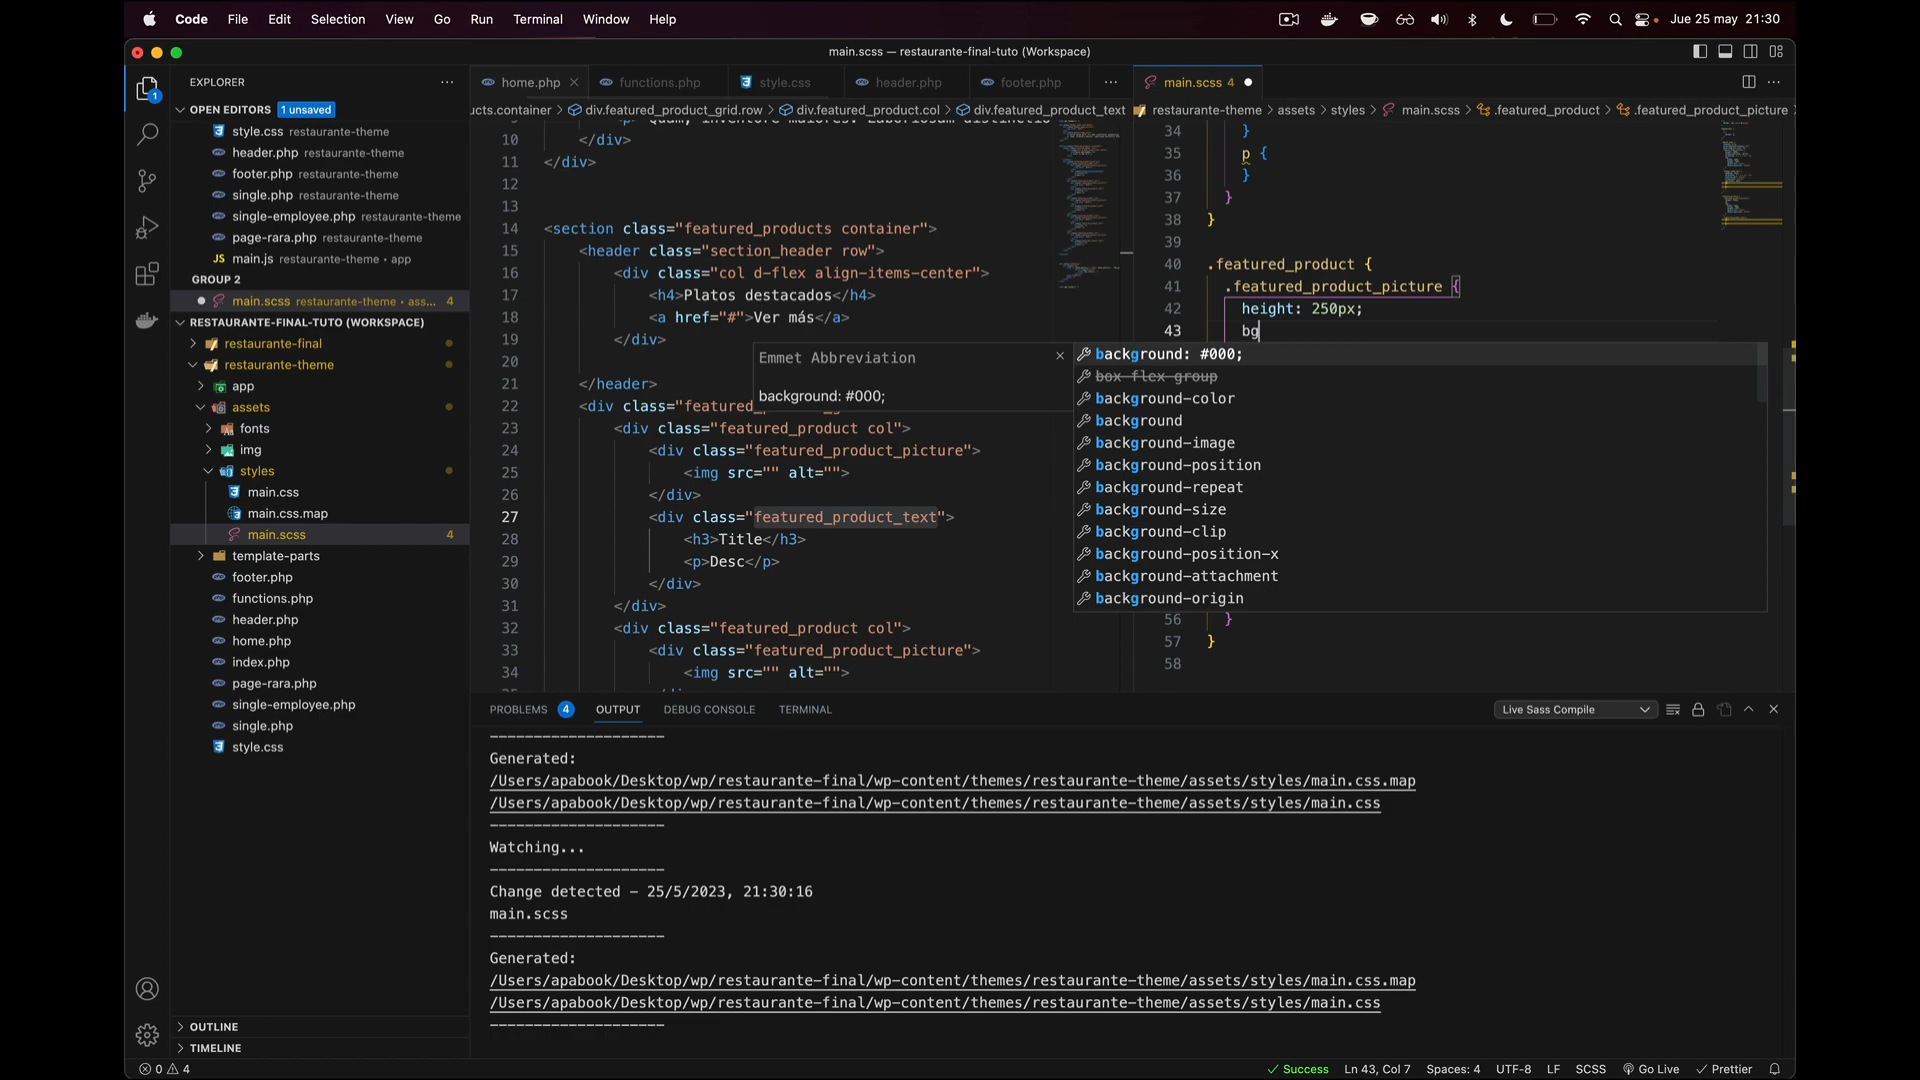 Code File Edit Selection View Go Run Terminal Window Help
Jue 25 may 21:30
main.scss — restaurante-final-tuto (Workspace)
EXPLORER
OPEN EDITORS 1 unsaved
style.css restaurante-theme
header.php restaurante-theme
footer.php restaurante-theme
single.php restaurante-theme
single-employee.php restaurante-theme
page-rara.php restaurante-theme
JS main.js restaurante-theme • app
GROUP 2
main.scss restaurante-theme • ass... 4
RESTAURANTE-FINAL-TUTO (WORKSPACE)
restaurante-final
restaurante-theme
app
assets
fonts
img
styles
main.css
main.css.map
main.scss 4
template-parts
footer.php
functions.php
header.php
home.php
index.php
page-rara.php
single-employee.php
single.php
style.css
OUTLINE
TIMELINE
home.php functions.php style.css header.php footer.php
ucts.container > div.featured_product_grid.row > div.featured_product.col > div.featured_product_text
10 </div>
11 </div>
12
13
14 <section class="featured_products container">
15 <header class="section_header row">
16 <div class="col d-flex align-items-center">
17 <h4>Platos destacados</h4>
18 <a href="#">Ver más</a>
19 </div>
20
21 </header>
22 <div class="featured_
23 <div class="featured_product col">
24 <div class="featured_product_picture">
25 <img src="" alt="">
26 </div>
27 <div class="featured_product_text">
28 <h3>Title</h3>
29 <p>Desc</p>
30 </div>
31 </div>
32 <div class="featured_product col">
33 <div class="featured_product_picture">
34 <img src="" alt="">
Emmet Abbreviation
background: #000;
main.scss 4
restaurante-theme > assets > styles > main.scss > .featured_product > .featured_product_picture >
34 }
35 p {
36 }
37 }
38 }
39
40 .featured_product {
41 .featured_product_picture {
42 height: 250px;
43 bg
background: #000;
box-flex-group
background-color
background
background-image
background-position
background-repeat
background-size
background-clip
background-position-x
background-attachment
background-origin
56 }
57 }
58
PROBLEMS 4 OUTPUT DEBUG CONSOLE TERMINAL
Live Sass Compile
--------------------
Generated:
/Users/apabook/Desktop/wp/restaurante-final/wp-content/themes/restaurante-theme/assets/styles/main.css.map
/Users/apabook/Desktop/wp/restaurante-final/wp-content/themes/restaurante-theme/assets/styles/main.css
--------------------
Watching...
--------------------
Change detected - 25/5/2023, 21:30:16
main.scss
--------------------
Generated:
/Users/apabook/Desktop/wp/restaurante-final/wp-content/themes/restaurante-theme/assets/styles/main.css.map
/Users/apabook/Desktop/wp/restaurante-final/wp-content/themes/restaurante-theme/assets/styles/main.css
--------------------
0 4
Success Ln 43, Col 7 Spaces: 4 UTF-8 LF SCSS Go Live Prettier